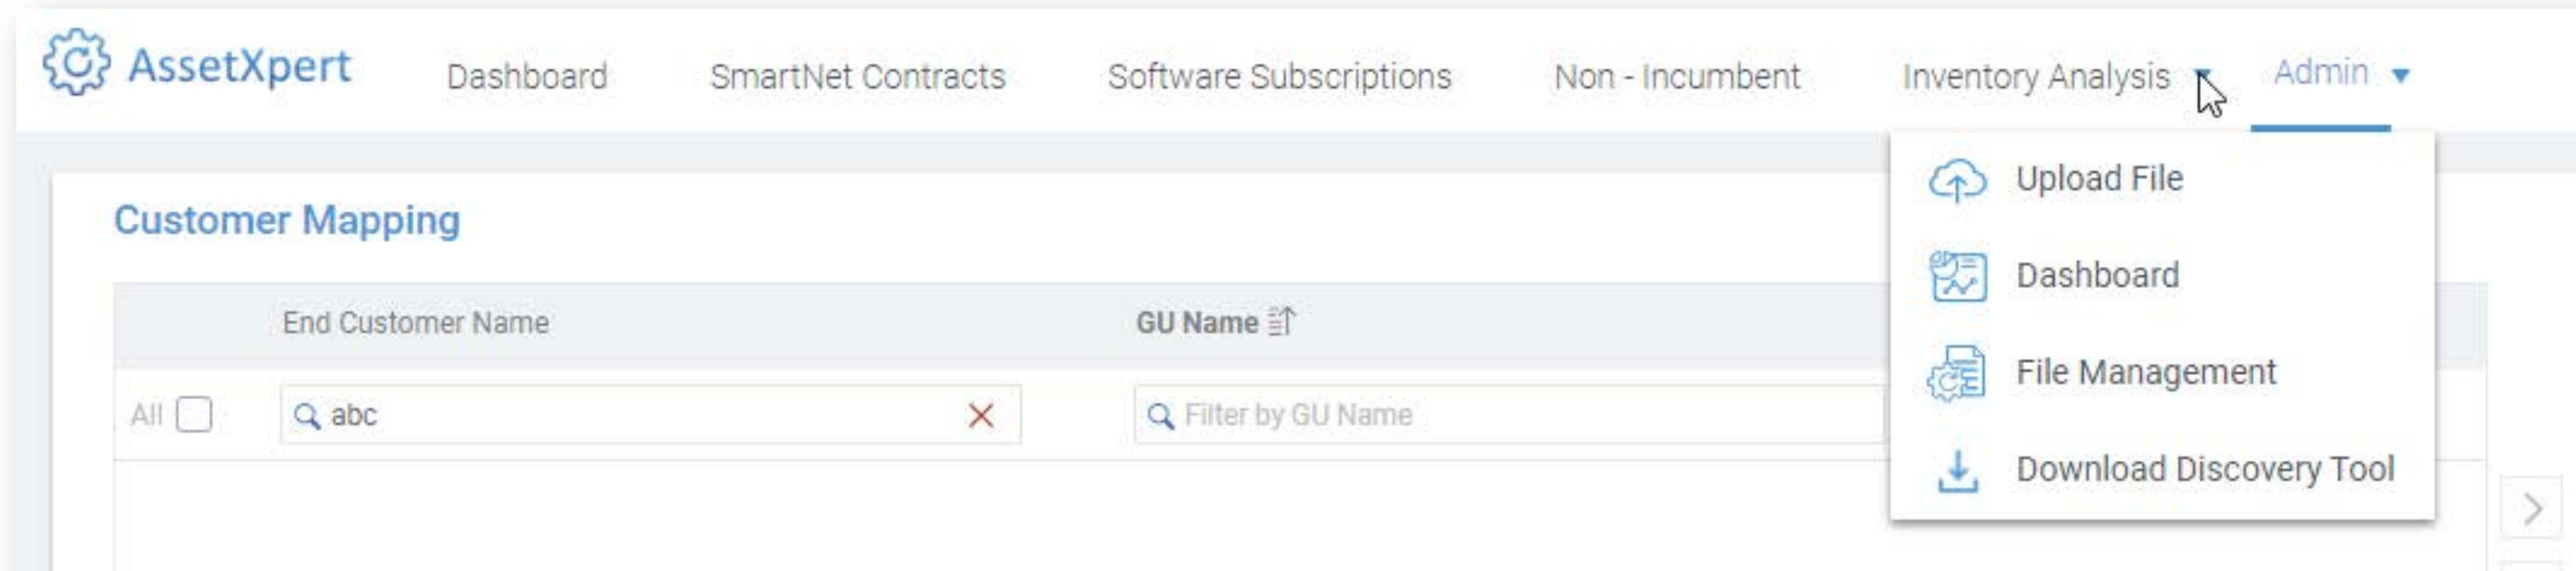 AssetXpert
Dashboard
SmartNet Contracts
Software Subscriptions
Non - Incumbent
Inventory Analysis
Admin
Upload File
Dashboard
File Management
Download Discovery Tool
Customer Mapping
End Customer Name
GU Name
All
abc
Filter by GU Name